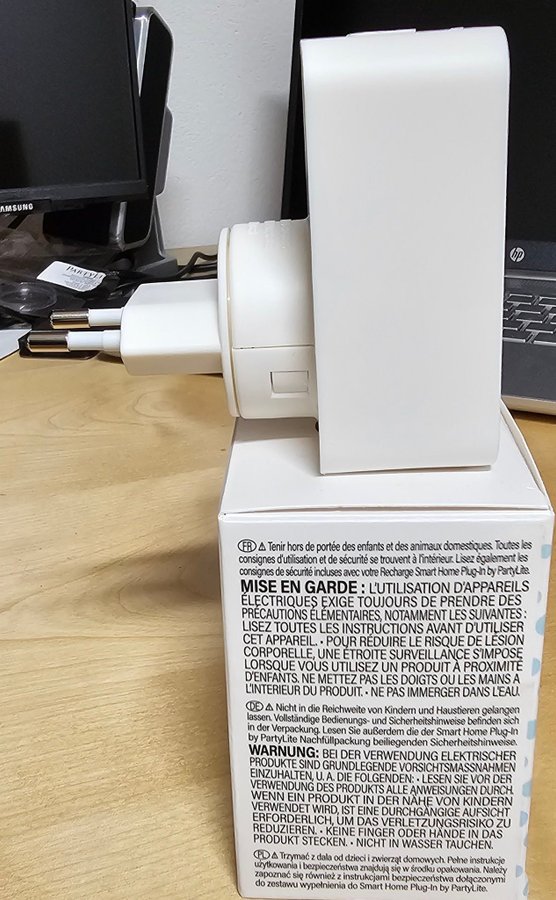 SAMSUNG
hp
PARTYLI
FR ⚠ Tenir hors de portée des enfants et des animaux domestiques. Toutes les
consignes d'utilisation et de sécurité se trouvent à l'intérieur. Lisez également les
consignes de sécurité incluses avec votre Recharge Smart Home Plug-In by PartyLite.
MISE EN GARDE : L'UTILISATION D'APPAREILS
ÉLECTRIQUES EXIGE TOUJOURS DE PRENDRE DES
PRÉCAUTIONS ÉLÉMENTAIRES, NOTAMMENT LES SUIVANTES :
LISEZ TOUTES LES INSTRUCTIONS AVANT D'UTILISER
CET APPAREIL. • POUR RÉDUIRE LE RISQUE DE LÉSION
CORPORELLE, UNE ÉTROITE SURVEILLANCE S'IMPOSE
LORSQUE VOUS UTILISEZ UN PRODUIT À PROXIMITÉ
D'ENFANTS. NE METTEZ PAS LES DOIGTS OU LES MAINS A
L'INTERIEUR DU PRODUIT. • NE PAS IMMERGER DANS L'EAU.
DE ⚠ Nicht in die Reichweite von Kindern und Haustieren gelangen
lassen. Vollständige Bedienungs- und Sicherheitshinweise befinden sich
in der Verpackung. Lesen Sie außerdem die der Smart Home Plug-In
by PartyLite Nachfüllpackung beiliegenden Sicherheitshinweise.
WARNUNG: BEI DER VERWENDUNG ELEKTRISCHER
PRODUKTE SIND GRUNDLEGENDE VORSICHTSMASSNAHMEN
EINZUHALTEN, U. A. DIE FOLGENDEN: • LESEN SIE VOR DER
VERWENDUNG DES PRODUKTS ALLE ANWEISUNGEN DURCH.
WENN EIN PRODUKT IN DER NÄHE VON KINDERN
VERWENDET WIRD, IST EINE DURCHGÄNGIGE AUFSICHT
ERFORDERLICH, UM DAS VERLETZUNGSRISIKO ZU
REDUZIEREN. • KEINE FINGER ODER HÄNDE IN DAS
PRODUKT STECKEN. • NICHT IN WASSER TAUCHEN.
PL ⚠ Trzymać z dala od dzieci i zwierząt domowych. Pełne instrukcje
użytkowania i bezpieczeństwa znajdują się w środku opakowania. Należy
zapoznać się również z instrukcjami bezpieczeństwa dołączonymi
do zestawu wypełnienia do Smart Home Plug-In by PartyLite.